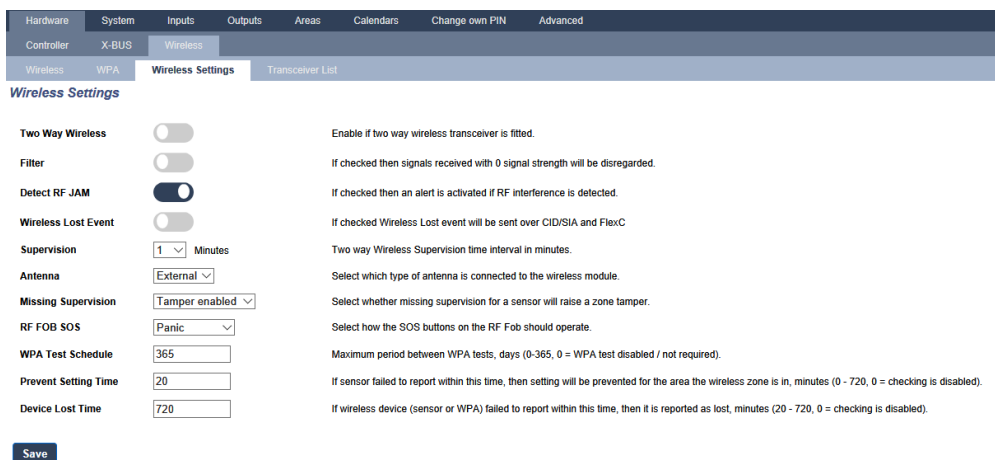 Hardware System Inputs Outputs Areas Calendars Change own PIN Advanced
Controller X-BUS Wireless
Wireless WPA Wireless Settings Transceiver List
Wireless Settings
Two Way Wireless Enable if two way wireless transceiver is fitted.
Filter If checked then signals received with 0 signal strength will be disregarded.
Detect RF JAM If checked then an alert is activated if RF interference is detected.
Wireless Lost Event If checked Wireless Lost event will be sent over CID/SIA and FlexC
Supervision 1 Minutes Two way Wireless Supervision time interval in minutes.
Antenna External Select which type of antenna is connected to the wireless module.
Missing Supervision Tamper enabled Select whether missing supervision for a sensor will raise a zone tamper.
RF FOB SOS Panic Select how the SOS buttons on the RF Fob should operate.
WPA Test Schedule 365 Maximum period between WPA tests, days (0-365, 0 = WPA test disabled / not required).
Prevent Setting Time 20 If sensor failed to report within this time, then setting will be prevented for the area the wireless zone is in, minutes (0 - 720, 0 = checking is disabled).
Device Lost Time 720 If wireless device (sensor or WPA) failed to report within this time, then it is reported as lost, minutes (20 - 720, 0 = checking is disabled).
Save